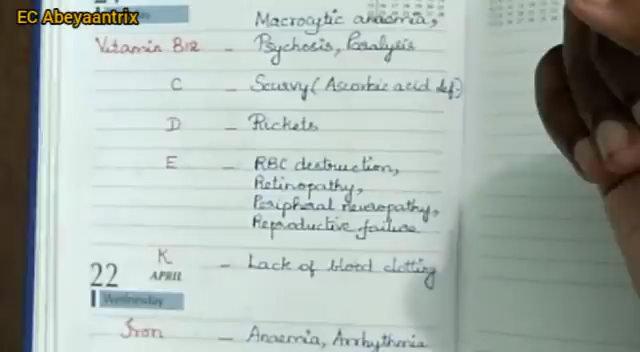 EC Abeyaantrix
Macrocytic anaemia,
Vitamin B12 - Psychosis, Paralysis
C - Scurvy (Ascorbic acid def.)
D - Rickets
E - RBC destruction,
Retinopathy,
Peripheral neuropathy,
Reproductive failure
K - Lack of blood clotting
22 APRIL
Wednesday
Iron - Anaemia, Arrhythmia